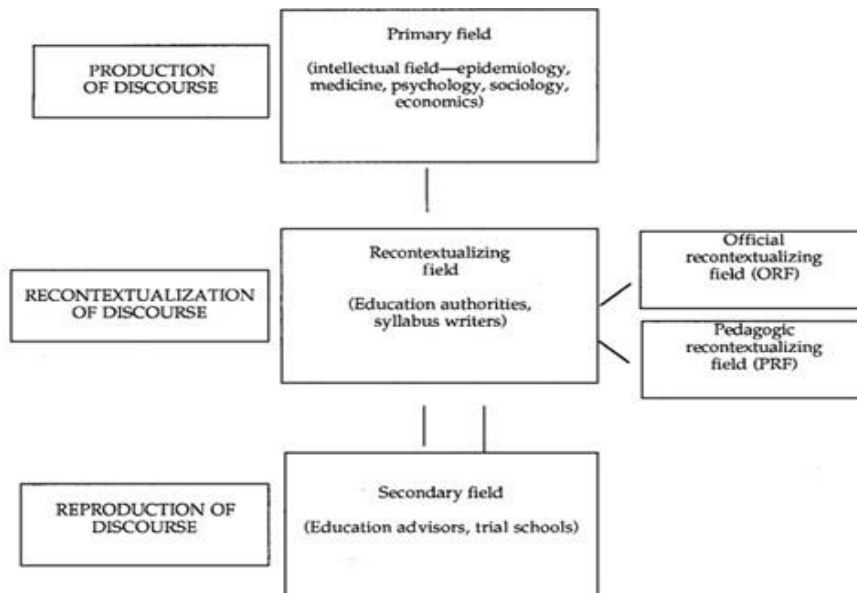 PRODUCTION
OF DISCOURSE
Primary field
(intellectual field—epidemiology,
medicine, psychology, sociology,
economics)
RECONTEXTUALIZATION
OF DISCOURSE
Recontextualizing
field
(Education authorities,
syllabus writers)
Official
recontextualizing
field (ORF)
Pedagogic
recontextualizing
field (PRF)
REPRODUCTION OF
DISCOURSE
Secondary field
(Education advisors, trial schools)